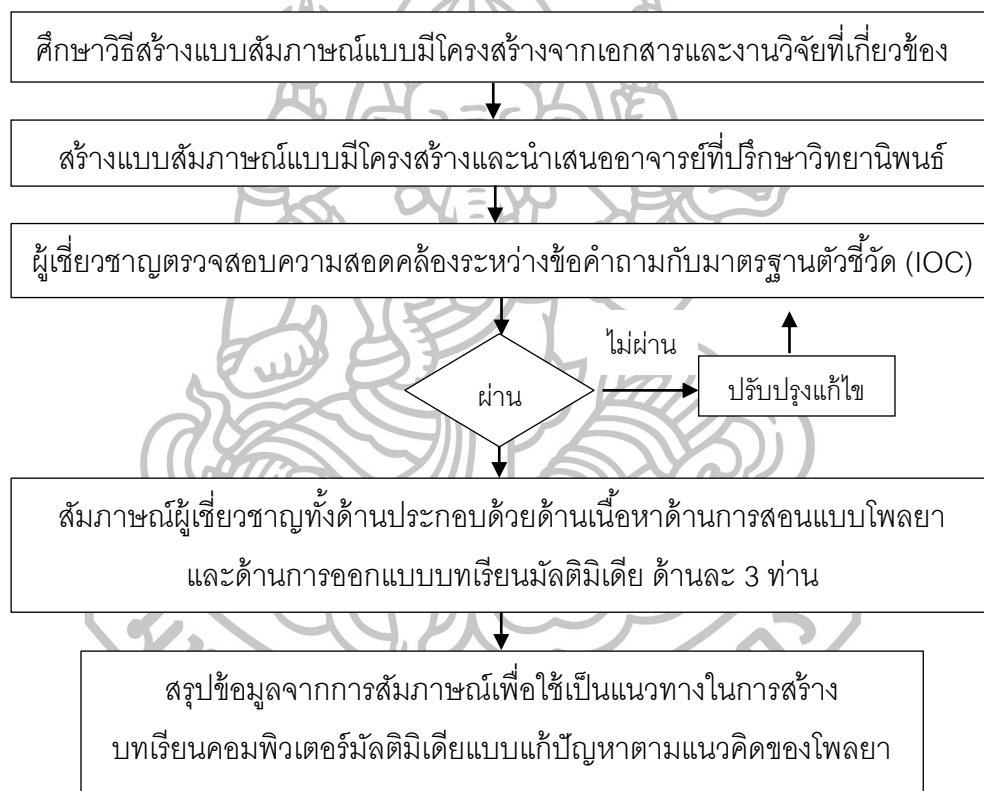 ศึกษาวิธีสร้างแบบสัมภาษณ์แบบมีโครงสร้างจากเอกสารและงานวิจัยที่เกี่ยวข้อง
สร้างแบบสัมภาษณ์แบบมีโครงสร้างและนำเสนออาจารย์ที่ปรึกษาวิทยานิพนธ์
ผู้เชี่ยวชาญตรวจสอบความสอดคล้องระหว่างข้อคำถามกับมาตรฐานตัวชี้วัด (IOC)
ไม่ผ่าน
ผ่าน
ปรับปรุงแก้ไข
สัมภาษณ์ผู้เชี่ยวชาญทั้งด้านประกอบด้วยด้านเนื้อหาด้านการสอนแบบโพลยา
และด้านการออกแบบบทเรียนมัลติมิเดีย ด้านละ 3 ท่าน
สรุปข้อมูลจากการสัมภาษณ์เพื่อใช้เป็นแนวทางในการสร้าง
บทเรียนคอมพิวเตอร์มัลติมิเดียแบบแก้ปัญหาตามแนวคิดของโพลยา